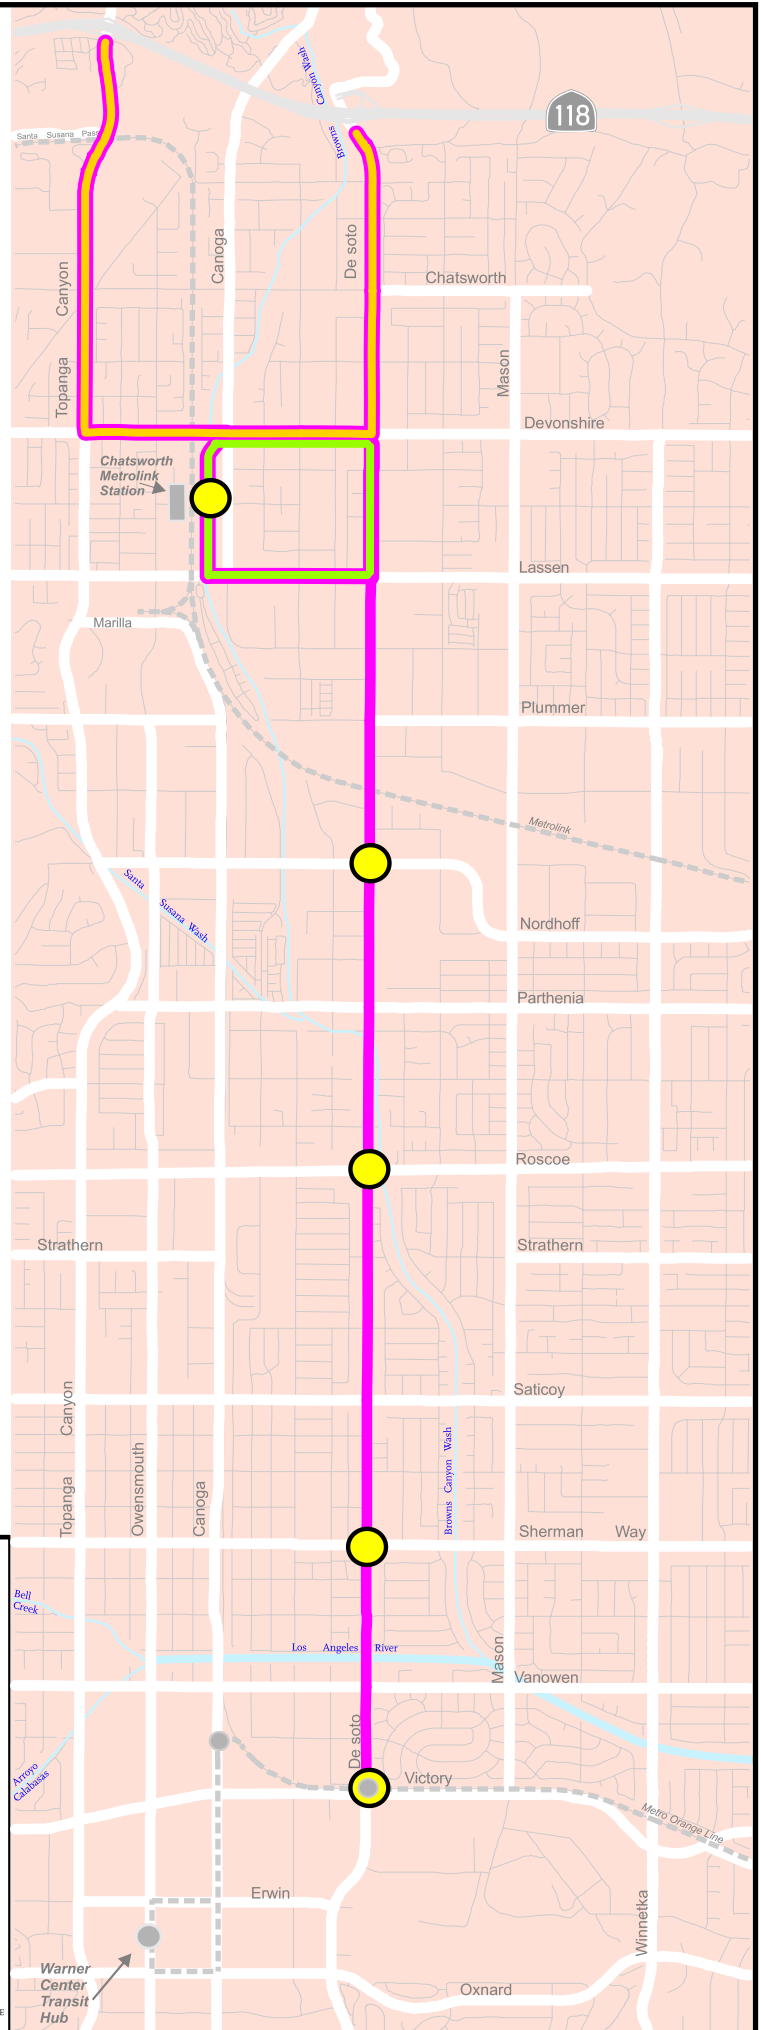 Canyon Wash
Browns
118
Santa Susana Pass
Canoga
De soto
Canyon
Topanga
Chatsworth
Mason
Devonshire
Chatsworth
Metrolink
Station
Lassen
Marilla
Plummer
Metrolink
Santa
Susana Wash
Nordhoff
Parthenia
Roscoe
Strathern
Strathern
Saticoy
Canyon
Topanga
Owensmouth
Canoga
Browns Canyon Wash
Sherman Way
Bell
Creek
Los Angeles River
Mason
Vanowen
De soto
Arroyo
Calabasas
Victory
Metro Orange Line
Erwin
Winnetka
Warner
Center
Transit
Hub
Oxnard
E